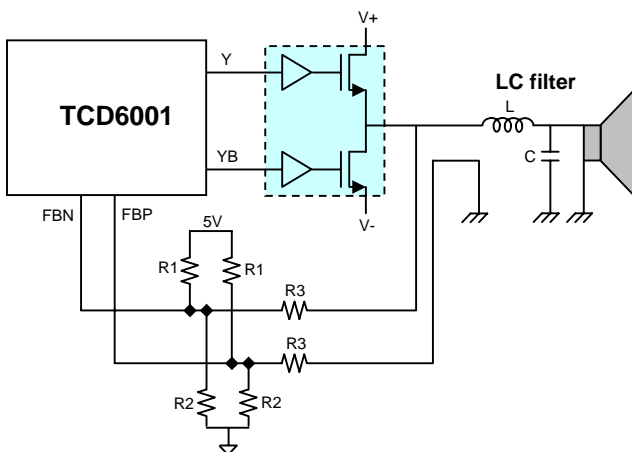 V+
Y
LC filter
L
TCD6001
C
YB
FBN
FBP
V-
5V
R1
R1
R3
R3
R2
R2